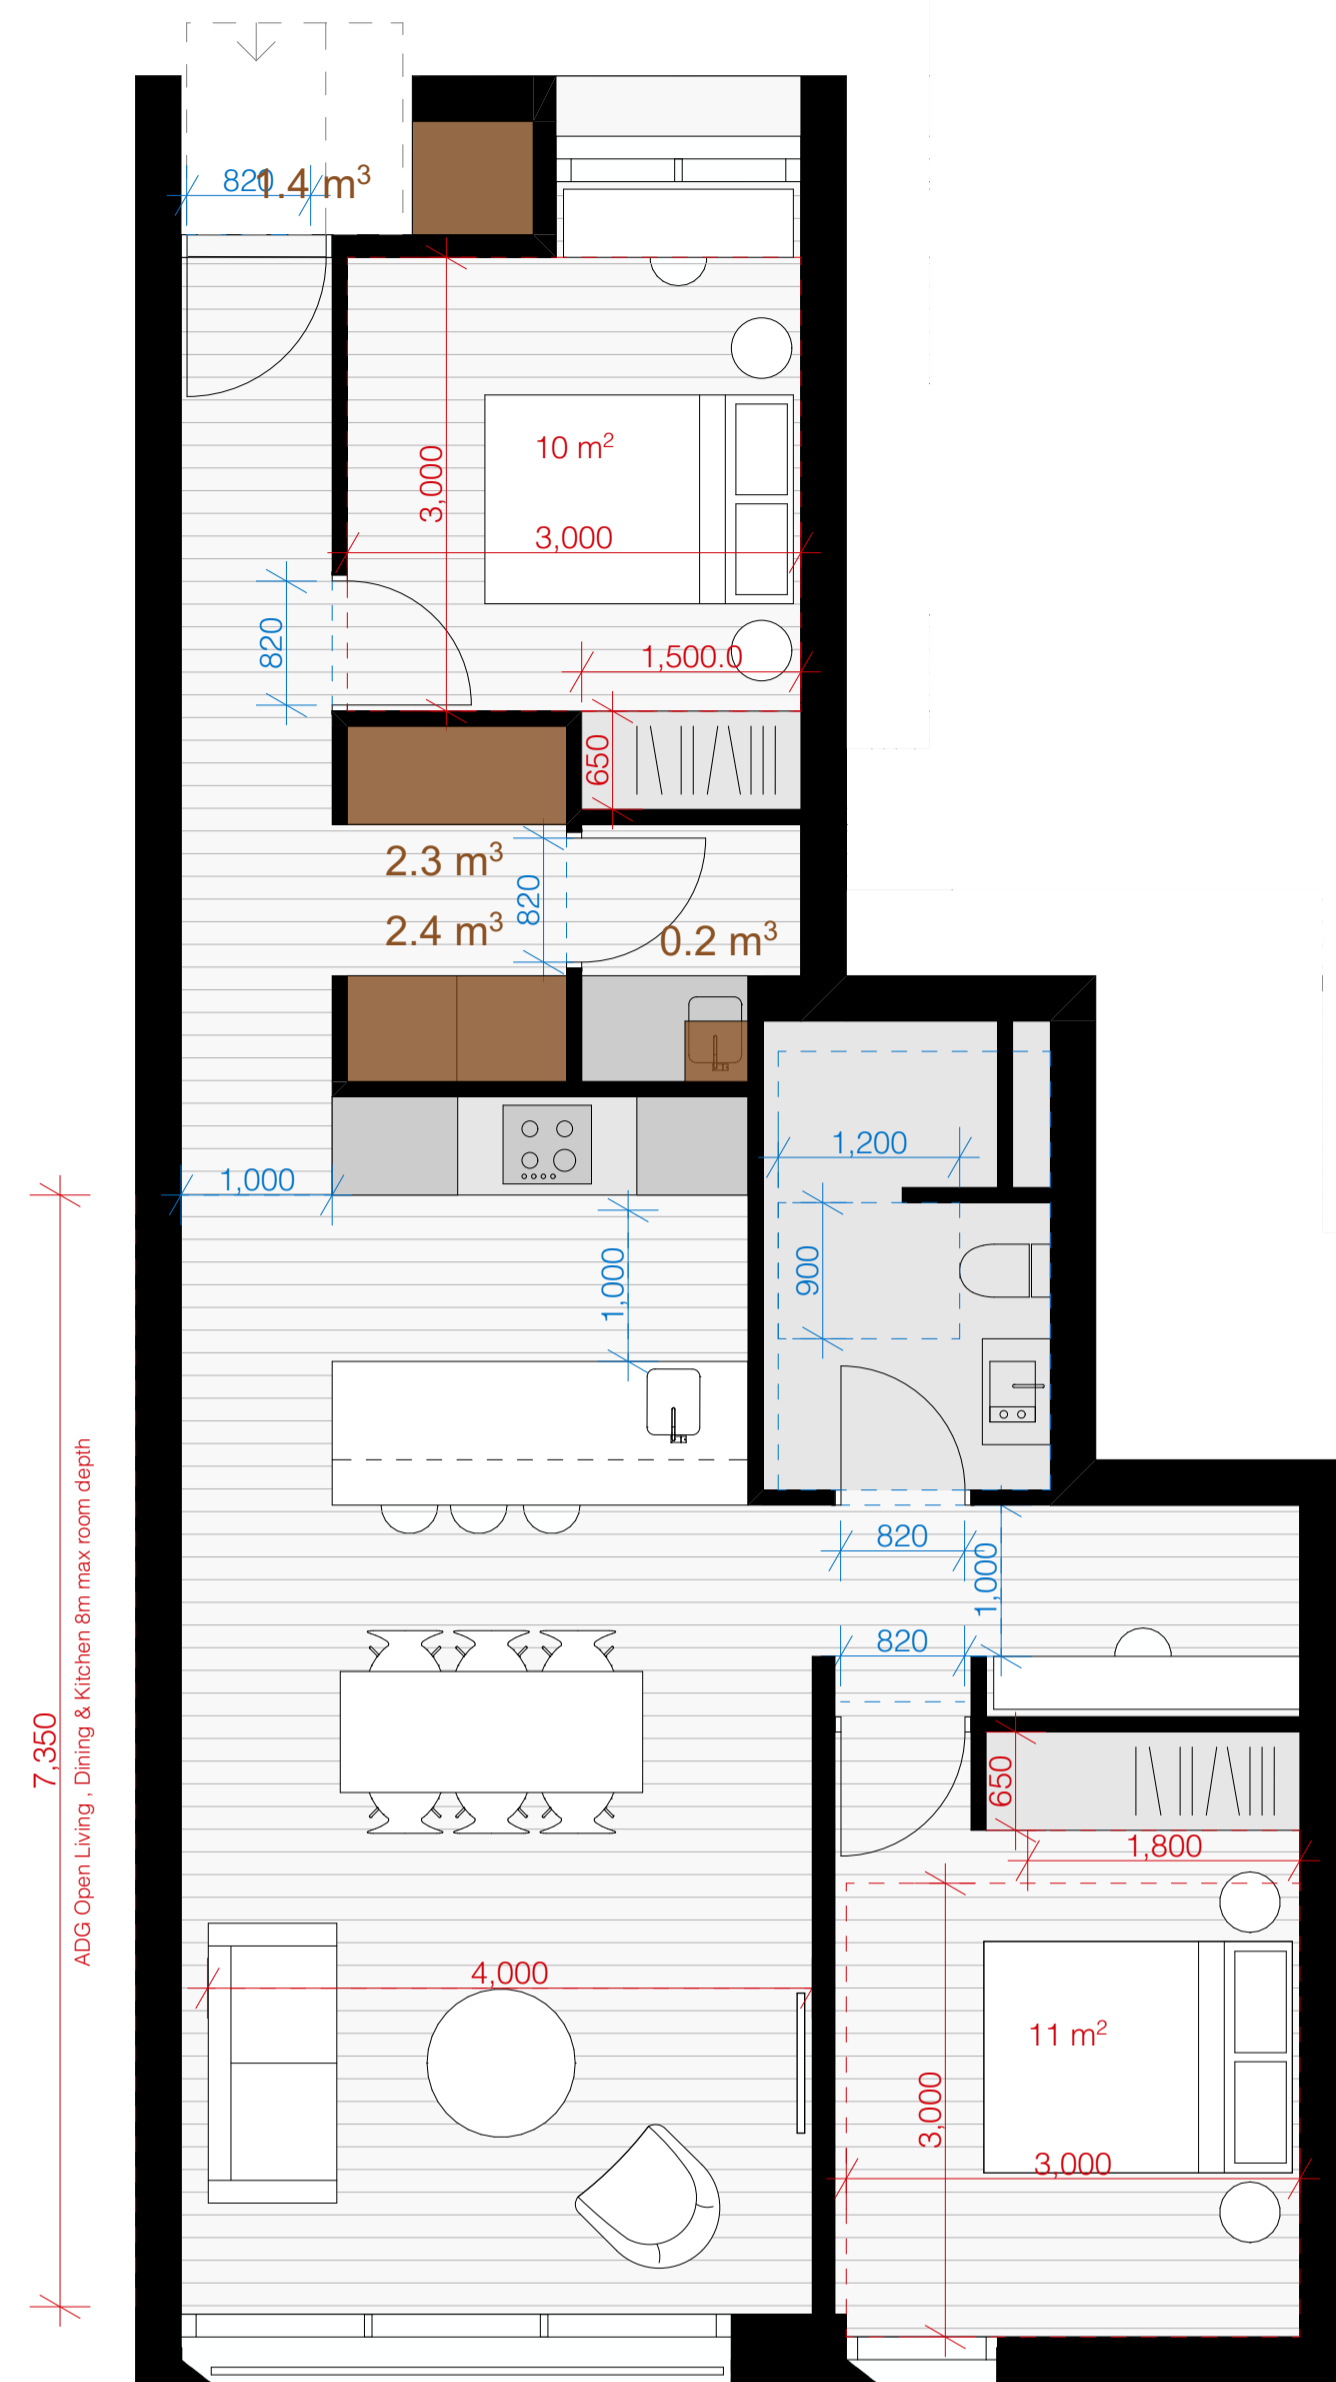 820
1.4 m³
10 m²
3,000
3,000
820
1,500.0
650
2.3 m³
820
2.4 m³
0.2 m³
1,200
1,000
900
1,000
820
1,000
820
7,350
ADG Open Living , Dining & Kitchen 8m max room depth
650
1,800
4,000
11 m²
3,000
3,000